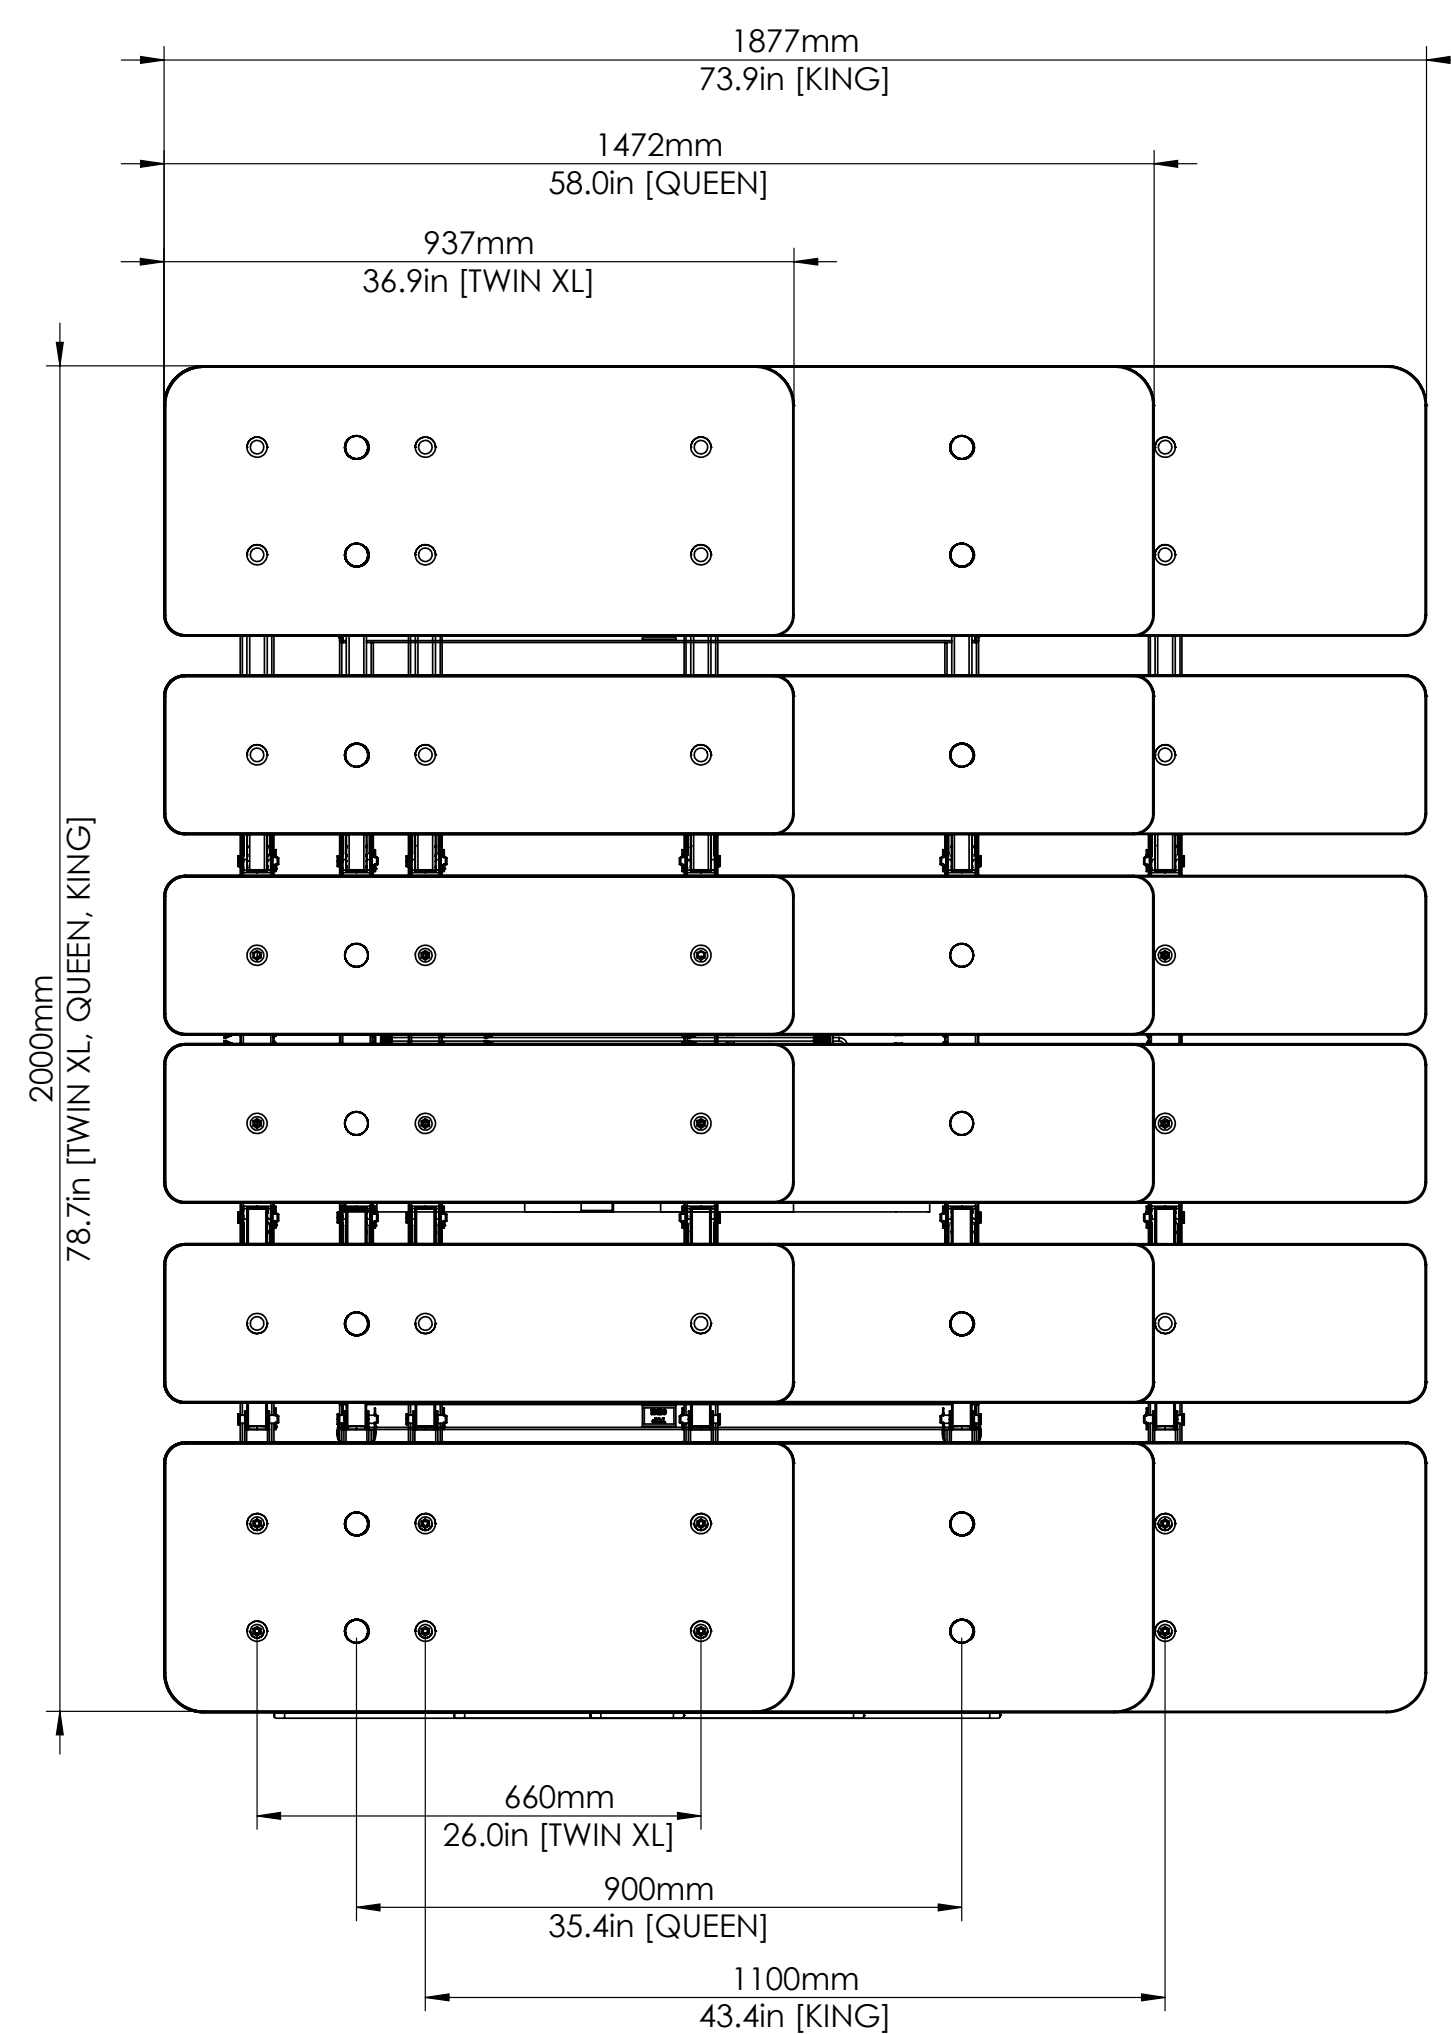 1877mm
73.9in [KING]
1472mm
58.0in [QUEEN]
937mm
36.9in [TWIN XL]
2000mm
78.7in [TWIN XL, QUEEN, KING]
660mm
26.0in [TWIN XL]
900mm
35.4in [QUEEN]
1100mm
43.4in [KING]